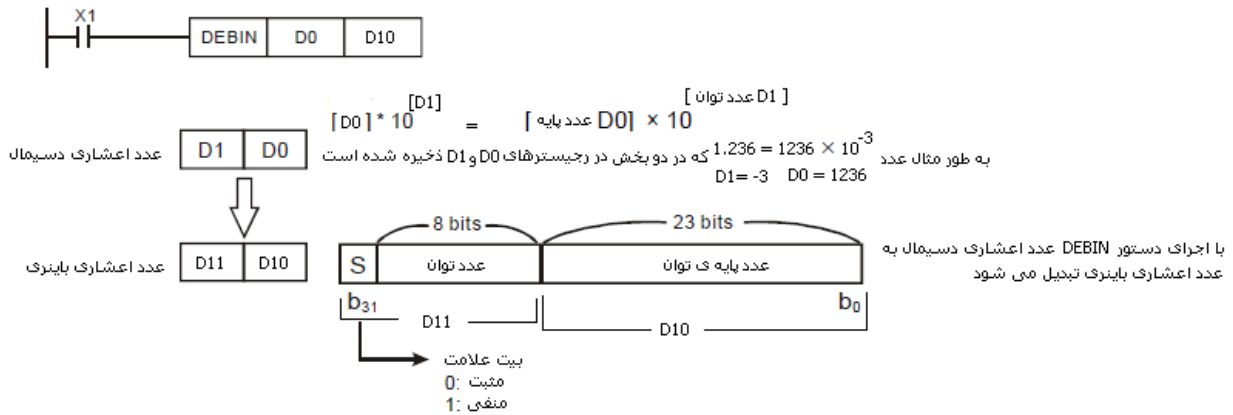 X1
DEBIN D0 D10
[D0] * 10 [D1] = [D0 عدد پایه] × 10 [D1 عدد توان]
عدد اعشاری دسیمال D1 D0
به طور مثال عدد 1.236 = 1236 × 10-3 که در دو بخش در رجیسترهای D0 و D1 ذخیره شده است
D1= -3 D0 = 1236
8 bits 23 bits
عدد اعشاری باینری D11 D10
S عدد توان عدد پایه ی توان
با اجرای دستور DEBIN عدد اعشاری دسیمال به
عدد اعشاری باینری تبدیل می شود
b31 b0
D11 D10
بیت علامت
مثبت :0
منفی :1